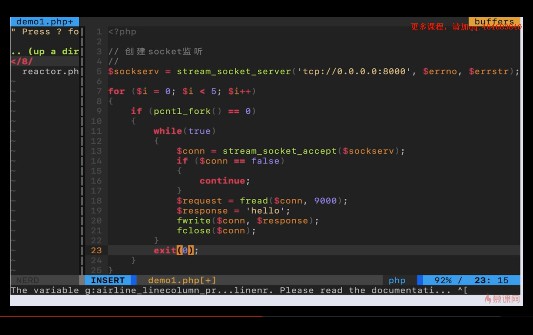 demo1.php+ buffers
更多课程，请加
" Press ? fo
.. (up a dir
</8/
reactor.ph
1 <?php
2
3 // 创建socket监听
4 //
5 $sockserv = stream_socket_server('tcp://0.0.0.0:8000', $errno, $errstr);
6
7 for ($i = 0; $i < 5; $i++)
8 {
9 if (pcntl_fork() == 0)
10 {
11 while(true)
12 {
13 $conn = stream_socket_accept($sockserv);
14 if ($conn == false)
15 {
16 continue;
17 }
18 $request = fread($conn, 9000);
19 $response = 'hello';
20 fwrite($conn, $response);
21 fclose($conn);
22 }
23 exit(0);
24 }
25 }
NERD INSERT demo1.php[+] php 92% / 23: 15
The variable g:airline_linecolumn_pr...linenr. Please read the documentati... ^[
慕课网